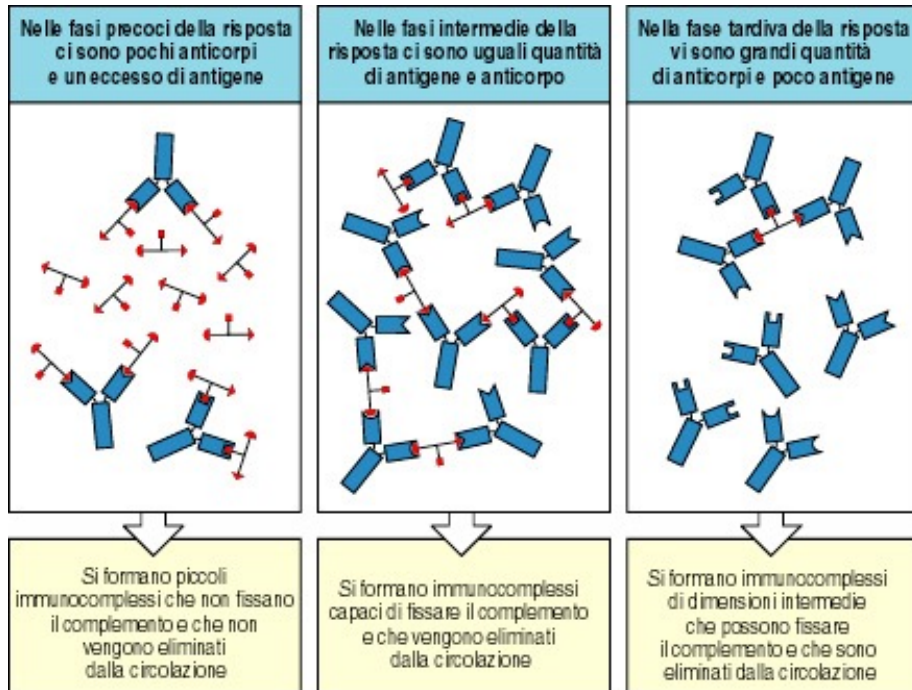 Nelle fasi precoci della risposta
ci sono pochi anticorpi
e un eccesso di antigene
Nelle fasi intermedie della
risposta ci sono uguali quantità
di antigene e anticorpo
Nella fase tardiva della risposta
vi sono grandi quantità
di anticorpi e poco antigene
Si formano piccoli
immunocomplessi che non fissano
il complemento e che non
vengono eliminati
dalla circolazione
Si formano immunocomplessi
capaci di fissare il complemento
e che vengono eliminati
dalla circolazione
Si formano immunocomplessi
di dimensioni intermedie
che possono fissare
il complemento e che sono
eliminati dalla circolazione